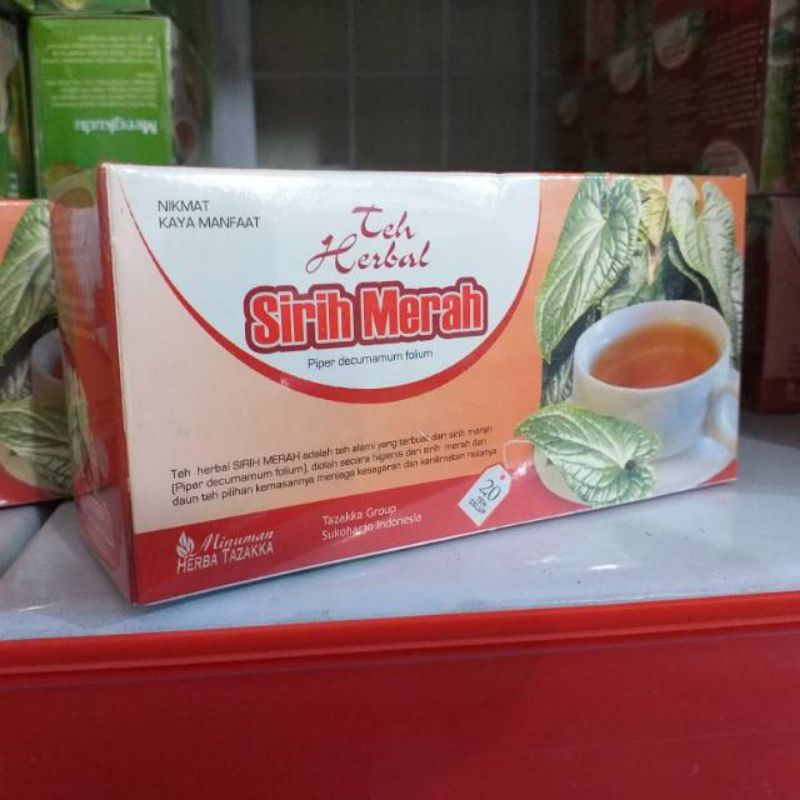 Mengkudu
NIKMAT
KAYA MANFAAT
Teh
Herbal
Sirih Merah
Piper decumamum folium
Teh herbal SIRIH MERAH adalah teh alami yang terbuat dari sirih merah
(Piper decumamum folium), diolah secara higienis dari sirih merah dan
daun teh pilihan kemasannya menjaga kesegaran dan kenikmatan rasanya
20
TEH
CELUP
Minuman
HERBA TAZAKKA
Tazakka Group
Sukoharjo Indonesia